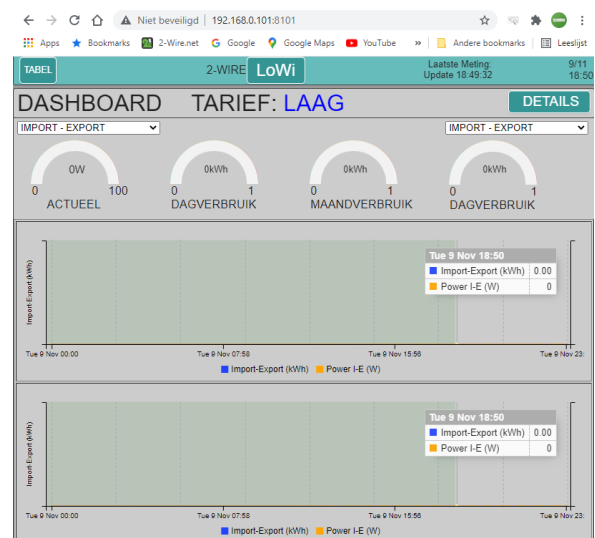 Niet beveiligd | 192.168.0.101:8101
Apps Bookmarks 2-Wire.net Google Google Maps YouTube » Andere bookmarks Leeslijst
TABEL 2-WIRE LoWi Laatste Meting: 9/11
Update 18:49:32 18:50
DASHBOARD TARIEF: LAAG DETAILS
IMPORT - EXPORT IMPORT - EXPORT
0W 0kWh 0kWh 0kWh
0 100 0 1 0 1 0 1
ACTUEEL DAGVERBRUIK MAANDVERBRUIK DAGVERBRUIK
Import-Export (kWh)
Tue 9 Nov 18:50
Import-Export (kWh) 0.00
Power I-E (W) 0
Tue 9 Nov 00:00 Tue 9 Nov 07:58 Tue 9 Nov 15:56 Tue 9 Nov 23:
Import-Export (kWh) Power I-E (W)
Import-Export (kWh)
Tue 9 Nov 18:50
Import-Export (kWh) 0.00
Power I-E (W) 0
Tue 9 Nov 00:00 Tue 9 Nov 07:58 Tue 9 Nov 15:56 Tue 9 Nov 23:
Import-Export (kWh) Power I-E (W)